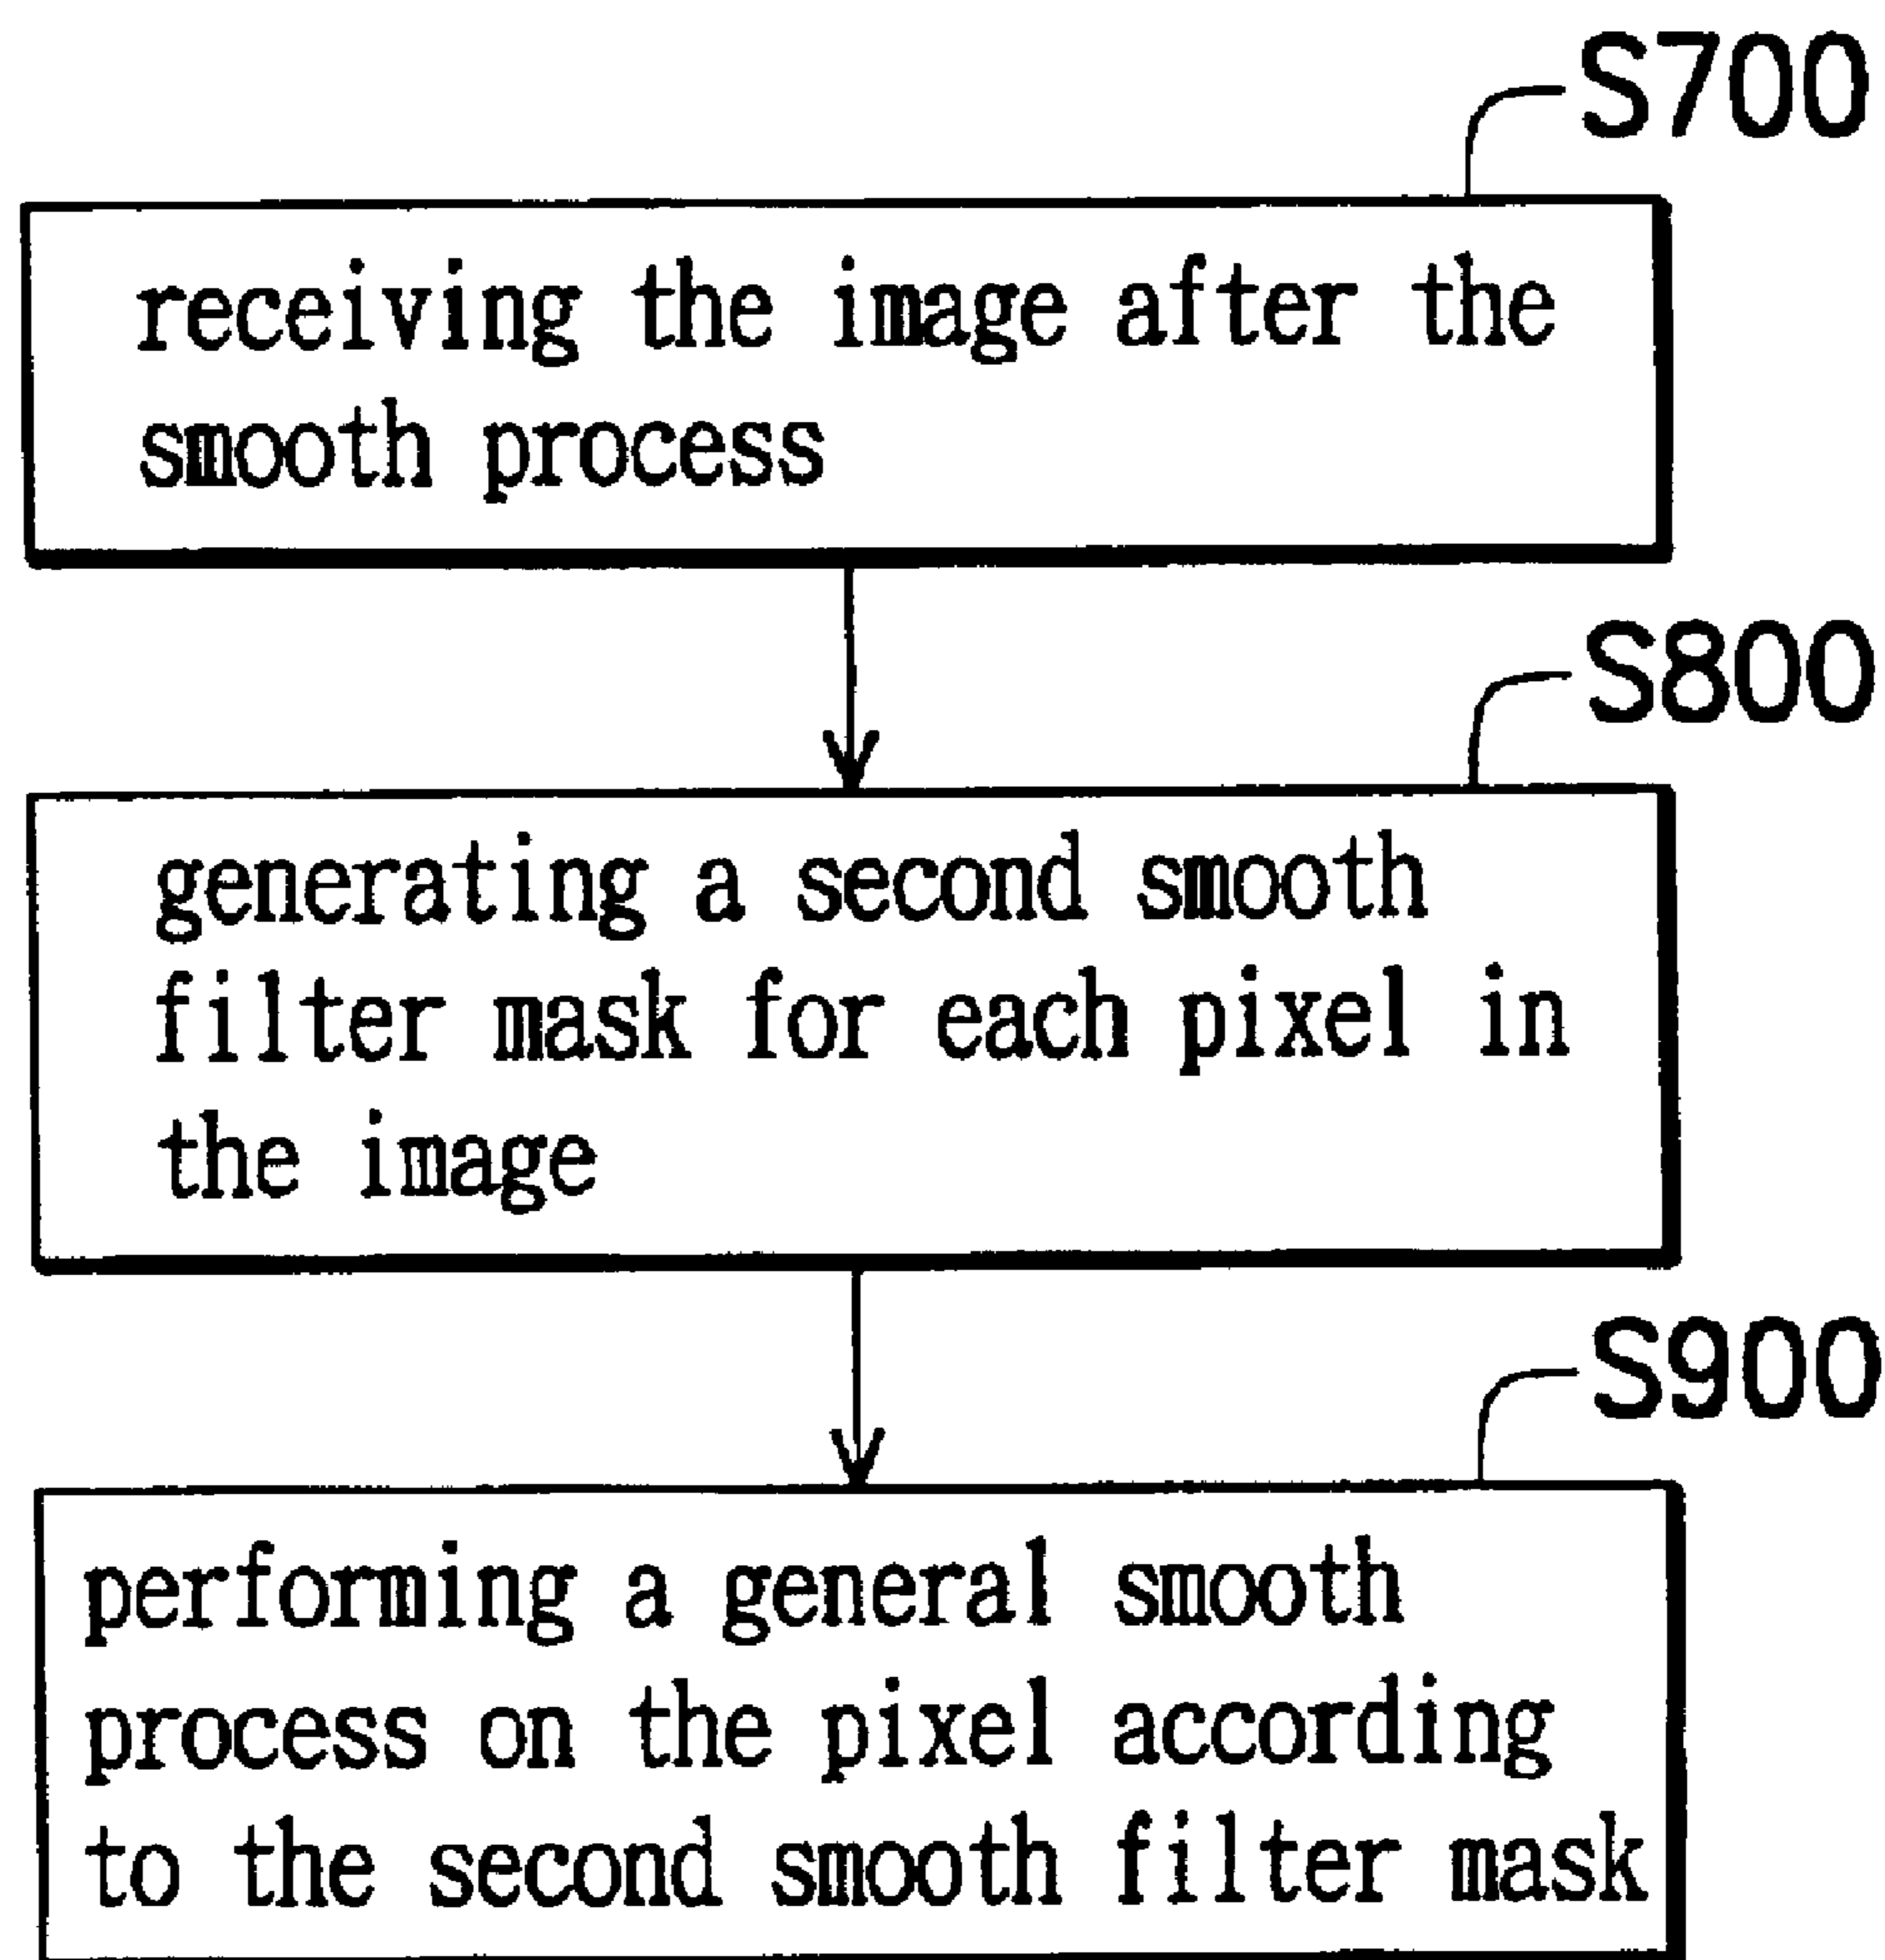 S700
receiving the image after the
smooth process
S800
generating a second smooth
filter mask for each pixel in
the image
S900
performing a general smooth
process on the pixel according
to the second smooth filter mask